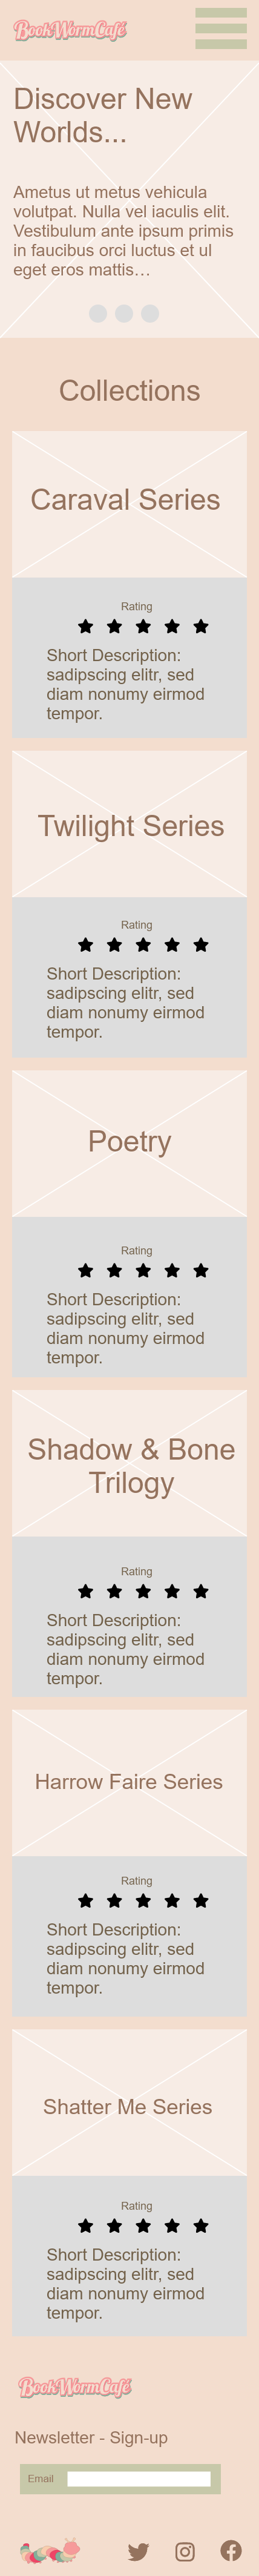 BookWormCafé
Discover New
Worlds...
Ametus ut metus vehicula
volutpat. Nulla vel iaculis elit.
Vestibulum ante ipsum primis
in faucibus orci luctus et ul
eget eros mattis…
Collections
Caraval Series
Rating
Short Description:
sadipscing elitr, sed
diam nonumy eirmod
tempor.
Twilight Series
Rating
Short Description:
sadipscing elitr, sed
diam nonumy eirmod
tempor.
Poetry
Rating
Short Description:
sadipscing elitr, sed
diam nonumy eirmod
tempor.
Shadow & Bone
Trilogy
Rating
Short Description:
sadipscing elitr, sed
diam nonumy eirmod
tempor.
Harrow Faire Series
Rating
Short Description:
sadipscing elitr, sed
diam nonumy eirmod
tempor.
Shatter Me Series
Rating
Short Description:
sadipscing elitr, sed
diam nonumy eirmod
tempor.
BookWormCafé
Newsletter - Sign-up
Email